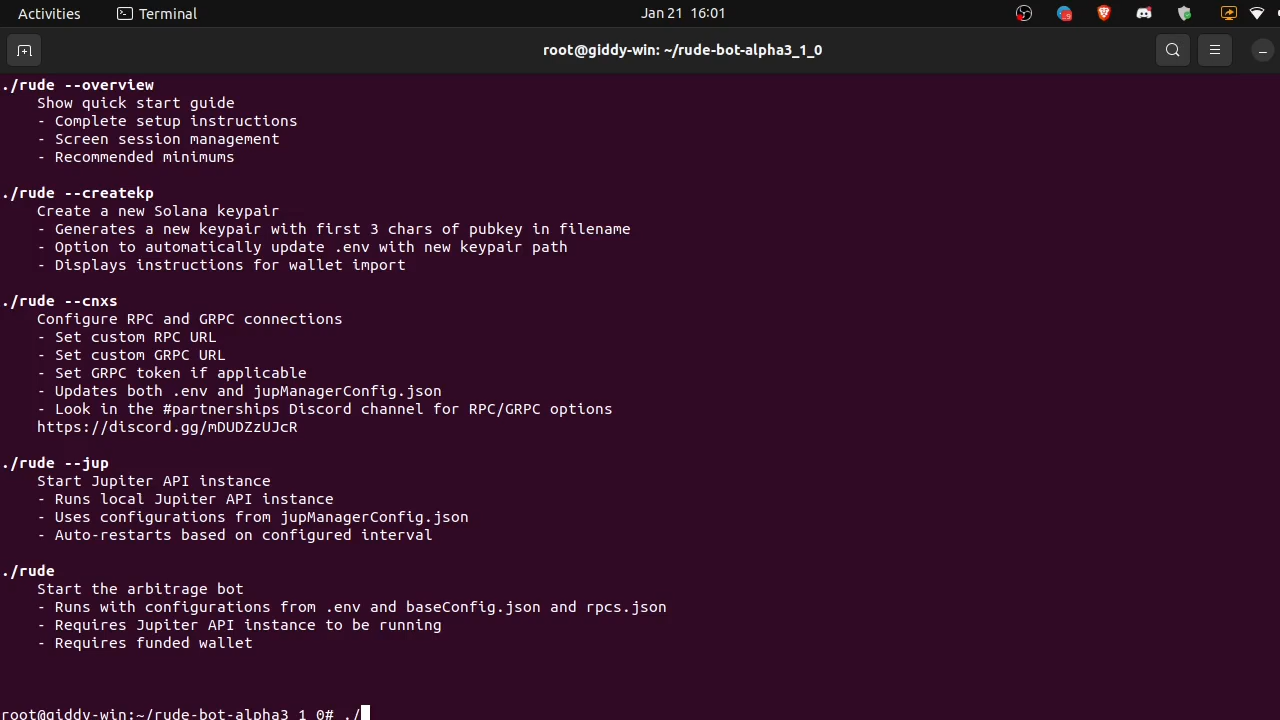 Activities
Terminal
Jan 21 16:01
root@giddy-win: ~/rude-bot-alpha3_1_0
./rude --overview
Show quick start guide
- Complete setup instructions
- Screen session management
- Recommended minimums
./rude --createkp
Create a new Solana keypair
- Generates a new keypair with first 3 chars of pubkey in filename
- Option to automatically update .env with new keypair path
- Displays instructions for wallet import
./rude --cnxs
Configure RPC and GRPC connections
- Set custom RPC URL
- Set custom GRPC URL
- Set GRPC token if applicable
- Updates both .env and jupManagerConfig.json
- Look in the #partnerships Discord channel for RPC/GRPC options
https://discord.gg/mDUDZzUJcR
./rude --jup
Start Jupiter API instance
- Runs local Jupiter API instance
- Uses configurations from jupManagerConfig.json
- Auto-restarts based on configured interval
./rude
Start the arbitrage bot
- Runs with configurations from .env and baseConfig.json and rpcs.json
- Requires Jupiter API instance to be running
- Requires funded wallet
root@giddy-win:~/rude-bot-alpha3_1_0# ./